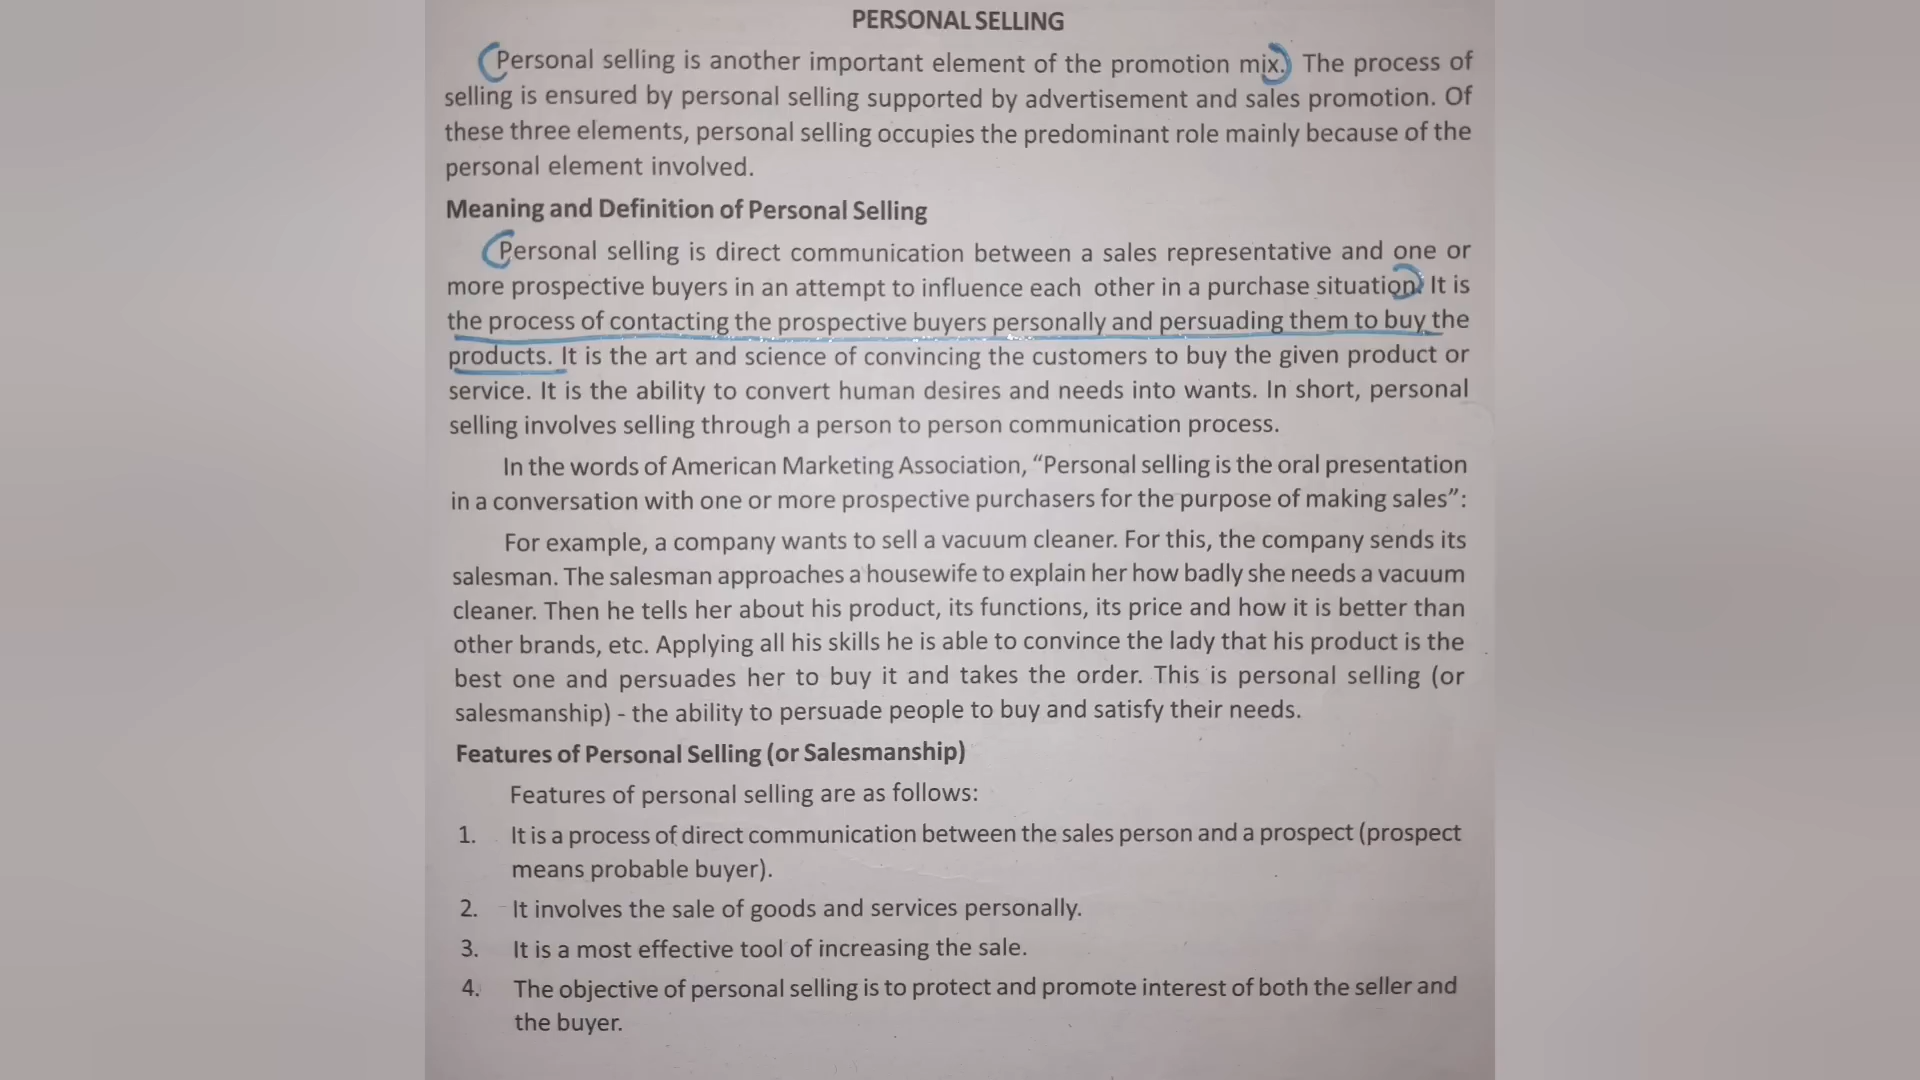 PERSONAL SELLING
Personal selling is another important element of the promotion mix. The process of
selling is ensured by personal selling supported by advertisement and sales promotion. Of
these three elements, personal selling occupies the predominant role mainly because of the
personal element involved.
Meaning and Definition of Personal Selling
Personal selling is direct communication between a sales representative and one or
more prospective buyers in an attempt to influence each other in a purchase situation. It is
the process of contacting the prospective buyers personally and persuading them to buy the
products. It is the art and science of convincing the customers to buy the given product or
service. It is the ability to convert human desires and needs into wants. In short, personal
selling involves selling through a person to person communication process.
In the words of American Marketing Association, “Personal selling is the oral presentation
in a conversation with one or more prospective purchasers for the purpose of making sales”:
For example, a company wants to sell a vacuum cleaner. For this, the company sends its
salesman. The salesman approaches a housewife to explain her how badly she needs a vacuum
cleaner. Then he tells her about his product, its functions, its price and how it is better than
other brands, etc. Applying all his skills he is able to convince the lady that his product is the
best one and persuades her to buy it and takes the order. This is personal selling (or
salesmanship) - the ability to persuade people to buy and satisfy their needs.
Features of Personal Selling (or Salesmanship)
Features of personal selling are as follows:
1. It is a process of direct communication between the sales person and a prospect (prospect
means probable buyer).
2. It involves the sale of goods and services personally.
3. It is a most effective tool of increasing the sale.
4. The objective of personal selling is to protect and promote interest of both the seller and
the buyer.